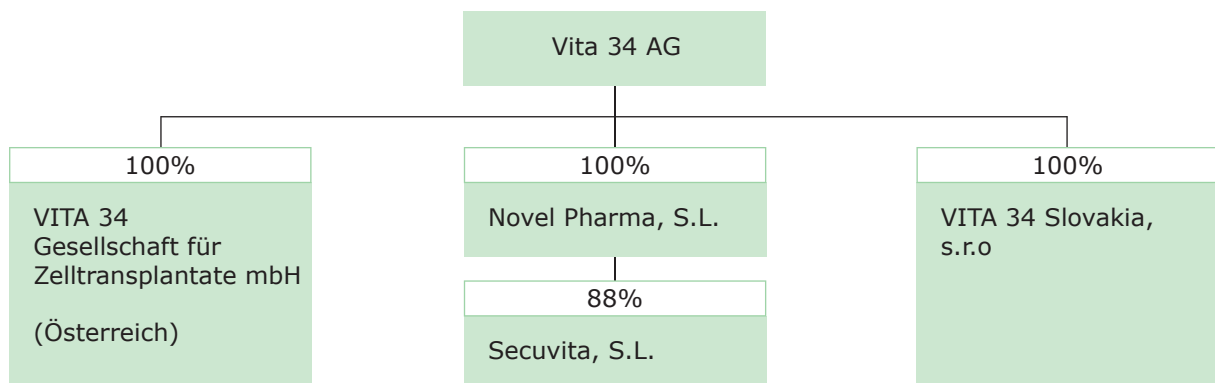 Vita 34 AG
100%
VITA 34
Gesellschaft für
Zelltransplantate mbH
(Österreich)
100%
Novel Pharma, S.L.
88%
Secuvita, S.L.
100%
VITA 34 Slovakia,
s.r.o